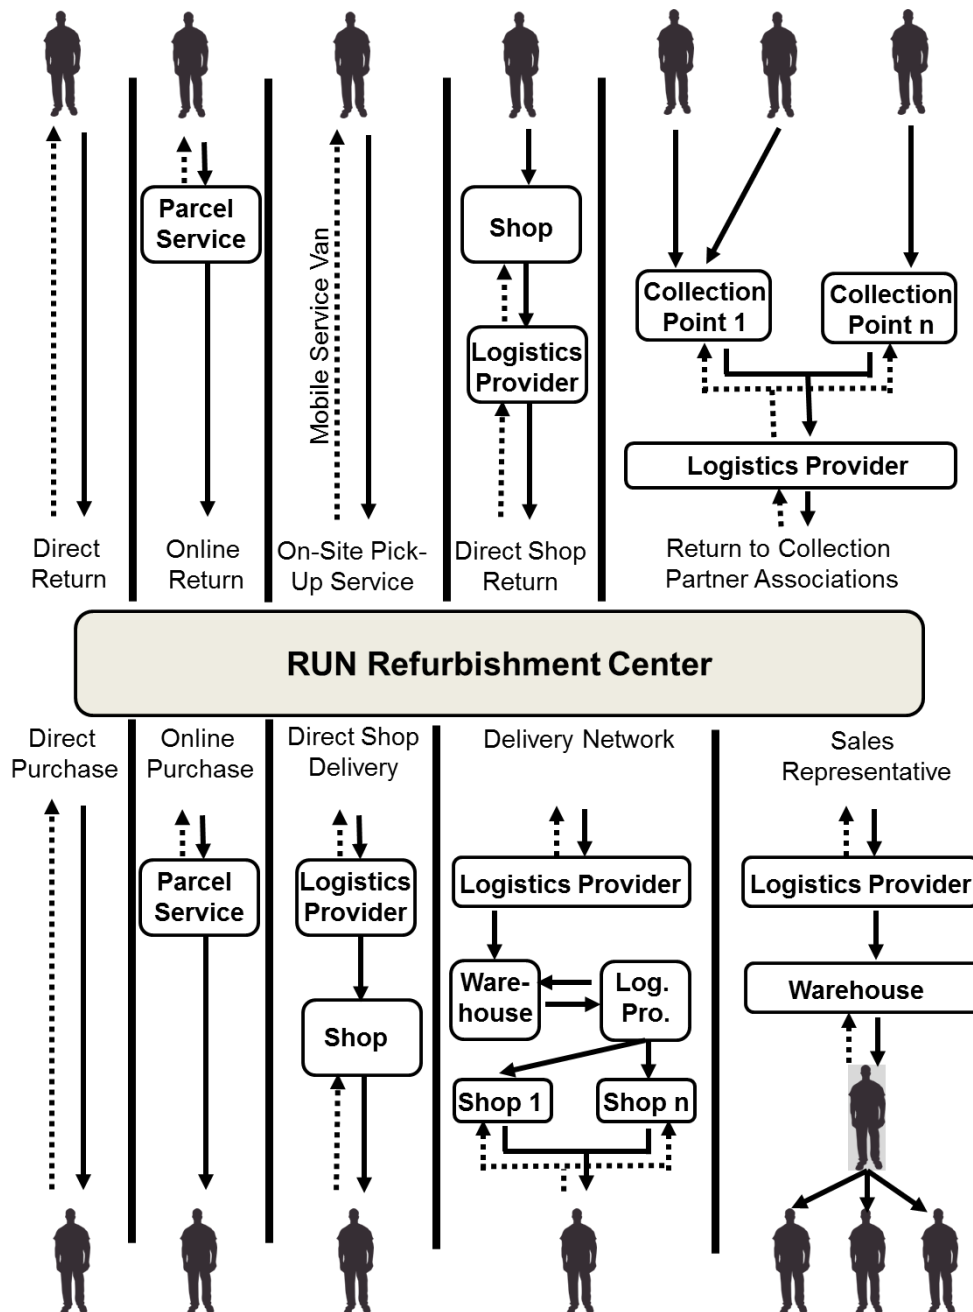 Parcel
Service
Mobile Service Van
Shop
Logistics
Provider
Collection
Point 1
Collection
Point n
Logistics Provider
Direct
Return
Online
Return
On-Site Pick-
Up Service
Direct Shop
Return
Return to Collection
Partner Associations
RUN Refurbishment Center
Direct
Purchase
Online
Purchase
Direct Shop
Delivery
Delivery Network
Sales
Representative
Parcel
Service
Logistics
Provider
Shop
Logistics Provider
Ware-
house
Log.
Pro.
Shop 1
Shop n
Logistics Provider
Warehouse